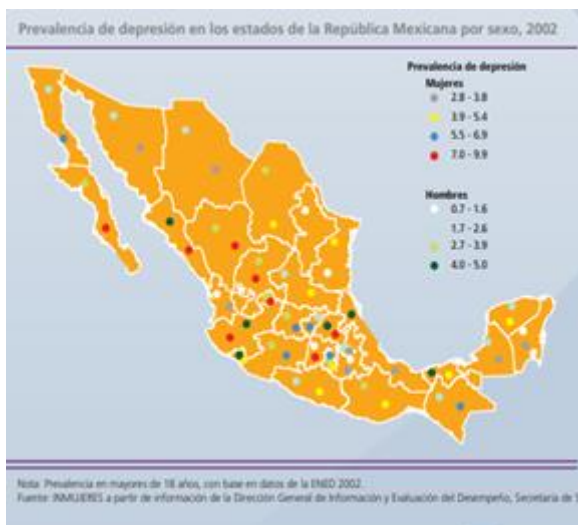 Prevalencia de depresión en los estados de la República Mexicana por sexo, 2002
Prevalencia de depresión
Mujeres
2.8 - 3.8
3.9 - 5.4
5.5 - 6.9
7.0 - 9.9
Hombres
0.7 - 1.6
1.7 - 2.6
2.7 - 3.9
4.0 - 5.0
Nota: Prevalencia en mayores de 18 años, con base en datos de la ENED 2002.
Fuente: INMUJERES a partir de información de la Dirección General de Información y Evaluación del Desempeño, Secretaría de S